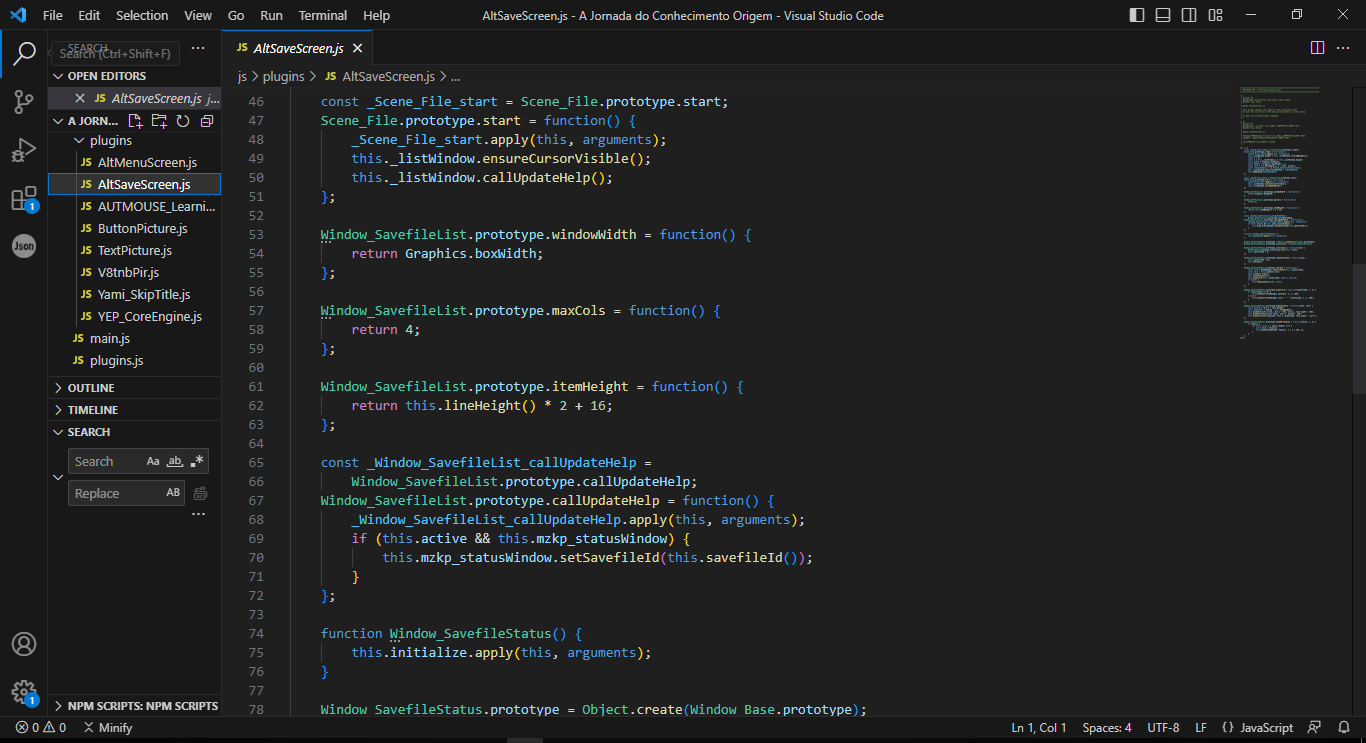 File Edit Selection View Go Run Terminal Help
AltSaveScreen.js - A Jornada do Conhecimento Origem - Visual Studio Code
SEARCH
Search (Ctrl+Shift+F)
OPEN EDITORS
JS AltSaveScreen.js j...
A JORN...
plugins
JS AltMenuScreen.js
JS AltSaveScreen.js
JS AUTMOUSE_Learni...
JS ButtonPicture.js
JS TextPicture.js
JS V8tnbPir.js
JS Yami_SkipTitle.js
JS YEP_CoreEngine.js
JS main.js
JS plugins.js
OUTLINE
TIMELINE
SEARCH
Search Aa ab .*
Replace AB
...
NPM SCRIPTS: NPM SCRIPTS
1
Json
1
JS AltSaveScreen.js
js > plugins > JS AltSaveScreen.js > ...
46 const _Scene_File_start = Scene_File.prototype.start;
47 Scene_File.prototype.start = function() {
48 _Scene_File_start.apply(this, arguments);
49 this._listWindow.ensureCursorVisible();
50 this._listWindow.callUpdateHelp();
51 };
52
53 Window_SavefileList.prototype.windowWidth = function() {
54 return Graphics.boxWidth;
55 };
56
57 Window_SavefileList.prototype.maxCols = function() {
58 return 4;
59 };
60
61 Window_SavefileList.prototype.itemHeight = function() {
62 return this.lineHeight() * 2 + 16;
63 };
64
65 const _Window_SavefileList_callUpdateHelp =
66 Window_SavefileList.prototype.callUpdateHelp;
67 Window_SavefileList.prototype.callUpdateHelp = function() {
68 _Window_SavefileList_callUpdateHelp.apply(this, arguments);
69 if (this.active && this.mzkp_statusWindow) {
70 this.mzkp_statusWindow.setSavefileId(this.savefileId());
71 }
72 };
73
74 function Window_SavefileStatus() {
75 this.initialize.apply(this, arguments);
76 }
77
78 Window_SavefileStatus.prototype = Object.create(Window_Base.prototype);
0 0 Minify
Ln 1, Col 1 Spaces: 4 UTF-8 LF {} JavaScript